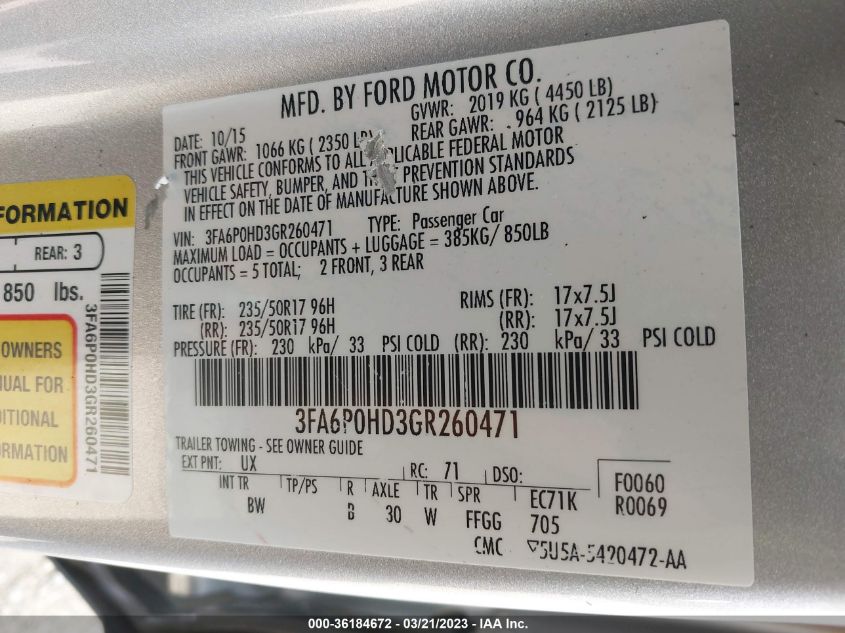 MFD. BY FORD MOTOR CO.
DATE: 10/15 GVWR: 2019 KG ( 4450 LB)
FRONT GAWR: 1066 KG ( 2350 LB) REAR GAWR: 964 KG ( 2125 LB)
THIS VEHICLE CONFORMS TO ALL APPLICABLE FEDERAL MOTOR
VEHICLE SAFETY, BUMPER, AND PREVENTION STANDARDS
IN EFFECT ON THE DATE OF MANUFACTURE SHOWN ABOVE.
VIN: 3FA6P0HD3GR260471 TYPE: Passenger Car
MAXIMUM LOAD = OCCUPANTS + LUGGAGE = 385KG/ 850LB
OCCUPANTS = 5 TOTAL; 2 FRONT, 3 REAR
TIRE (FR): 235/50R17 96H RIMS (FR): 17x7.5J
(RR): 235/50R17 96H (RR): 17x7.5J
PRESSURE (FR): 230 kPa/ 33 PSI COLD (RR): 230 kPa/ 33 PSI COLD
3FA6P0HD3GR260471
TRAILER TOWING - SEE OWNER GUIDE
EXT PNT: UX RC: 71 DSO:
INT TR TP/PS R AXLE TR SPR EC71K F0060
BW B 30 W FFGG 705 R0069
CMC 5U5A-5420472-AA
FORMATION
REAR: 3
850 lbs.
OWNERS
UAL FOR
DITIONAL
ORMATION
3FA6P0HD3GR260471
000-36184672 - 03/21/2023 - IAA Inc.